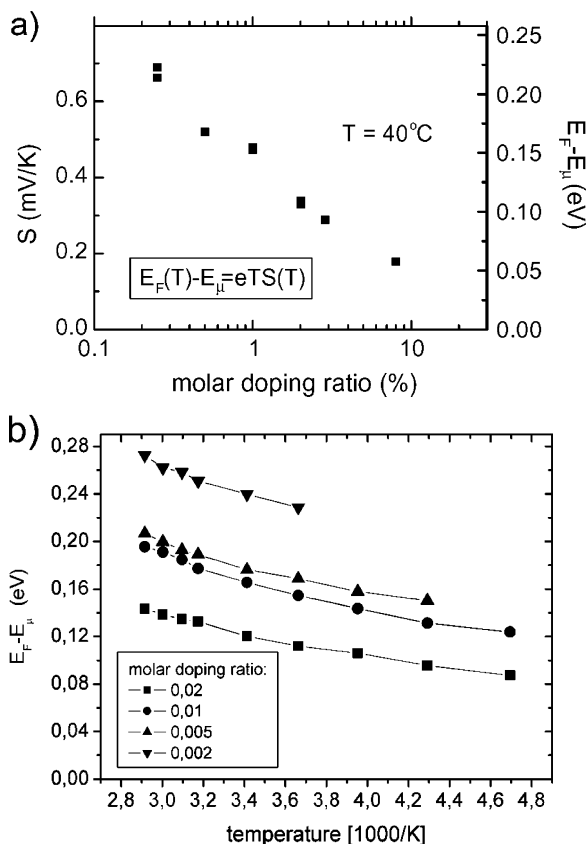 a)
S (mV/K)
0.6
0.4
0.2
0.0
T = 40°C
E_F(T)-E_μ=eTS(T)
0.25
0.20
0.15
0.10
0.05
0.00
E_F-E_μ (eV)
0.1
1
10
molar doping ratio (%)
b)
E_F-E_μ (eV)
0,28
0,24
0,20
0,16
0,12
0,08
0,04
0,00
molar doping ratio:
0,02
0,01
0,005
0,002
2,8 3,0 3,2 3,4 3,6 3,8 4,0 4,2 4,4 4,6 4,8
temperature [1000/K]